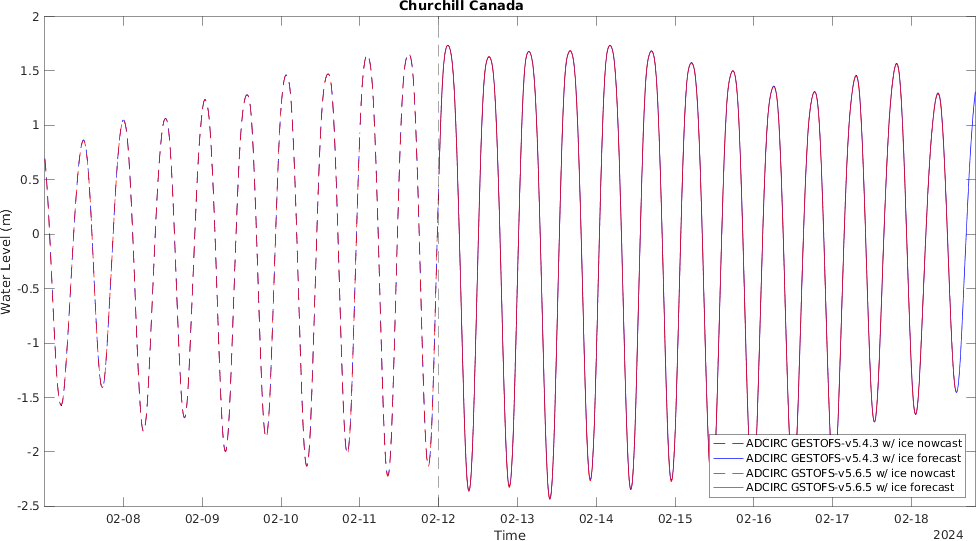 Churchill Canada
2
1.5
1
0.5
0
-0.5
-1
-1.5
-2
-2.5
Water Level (m)
ADCIRC GESTOFS-v5.4.3 w/ ice nowcast
ADCIRC GESTOFS-v5.4.3 w/ ice forecast
ADCIRC GSTOFS-v5.6.5 w/ ice nowcast
ADCIRC GSTOFS-v5.6.5 w/ ice forecast
02-08 02-09 02-10 02-11 02-12 02-13 02-14 02-15 02-16 02-17 02-18
Time
2024